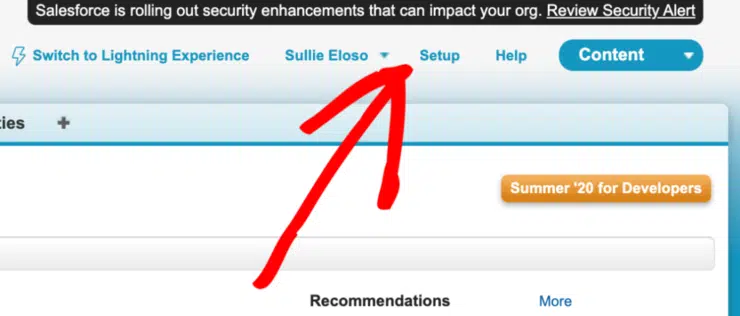 Salesforce is rolling out security enhancements that can impact your org. Review Security Alert
Switch to Lightning Experience Sullie Eloso Setup Help Content
ties +
Summer '20 for Developers
Recommendations More